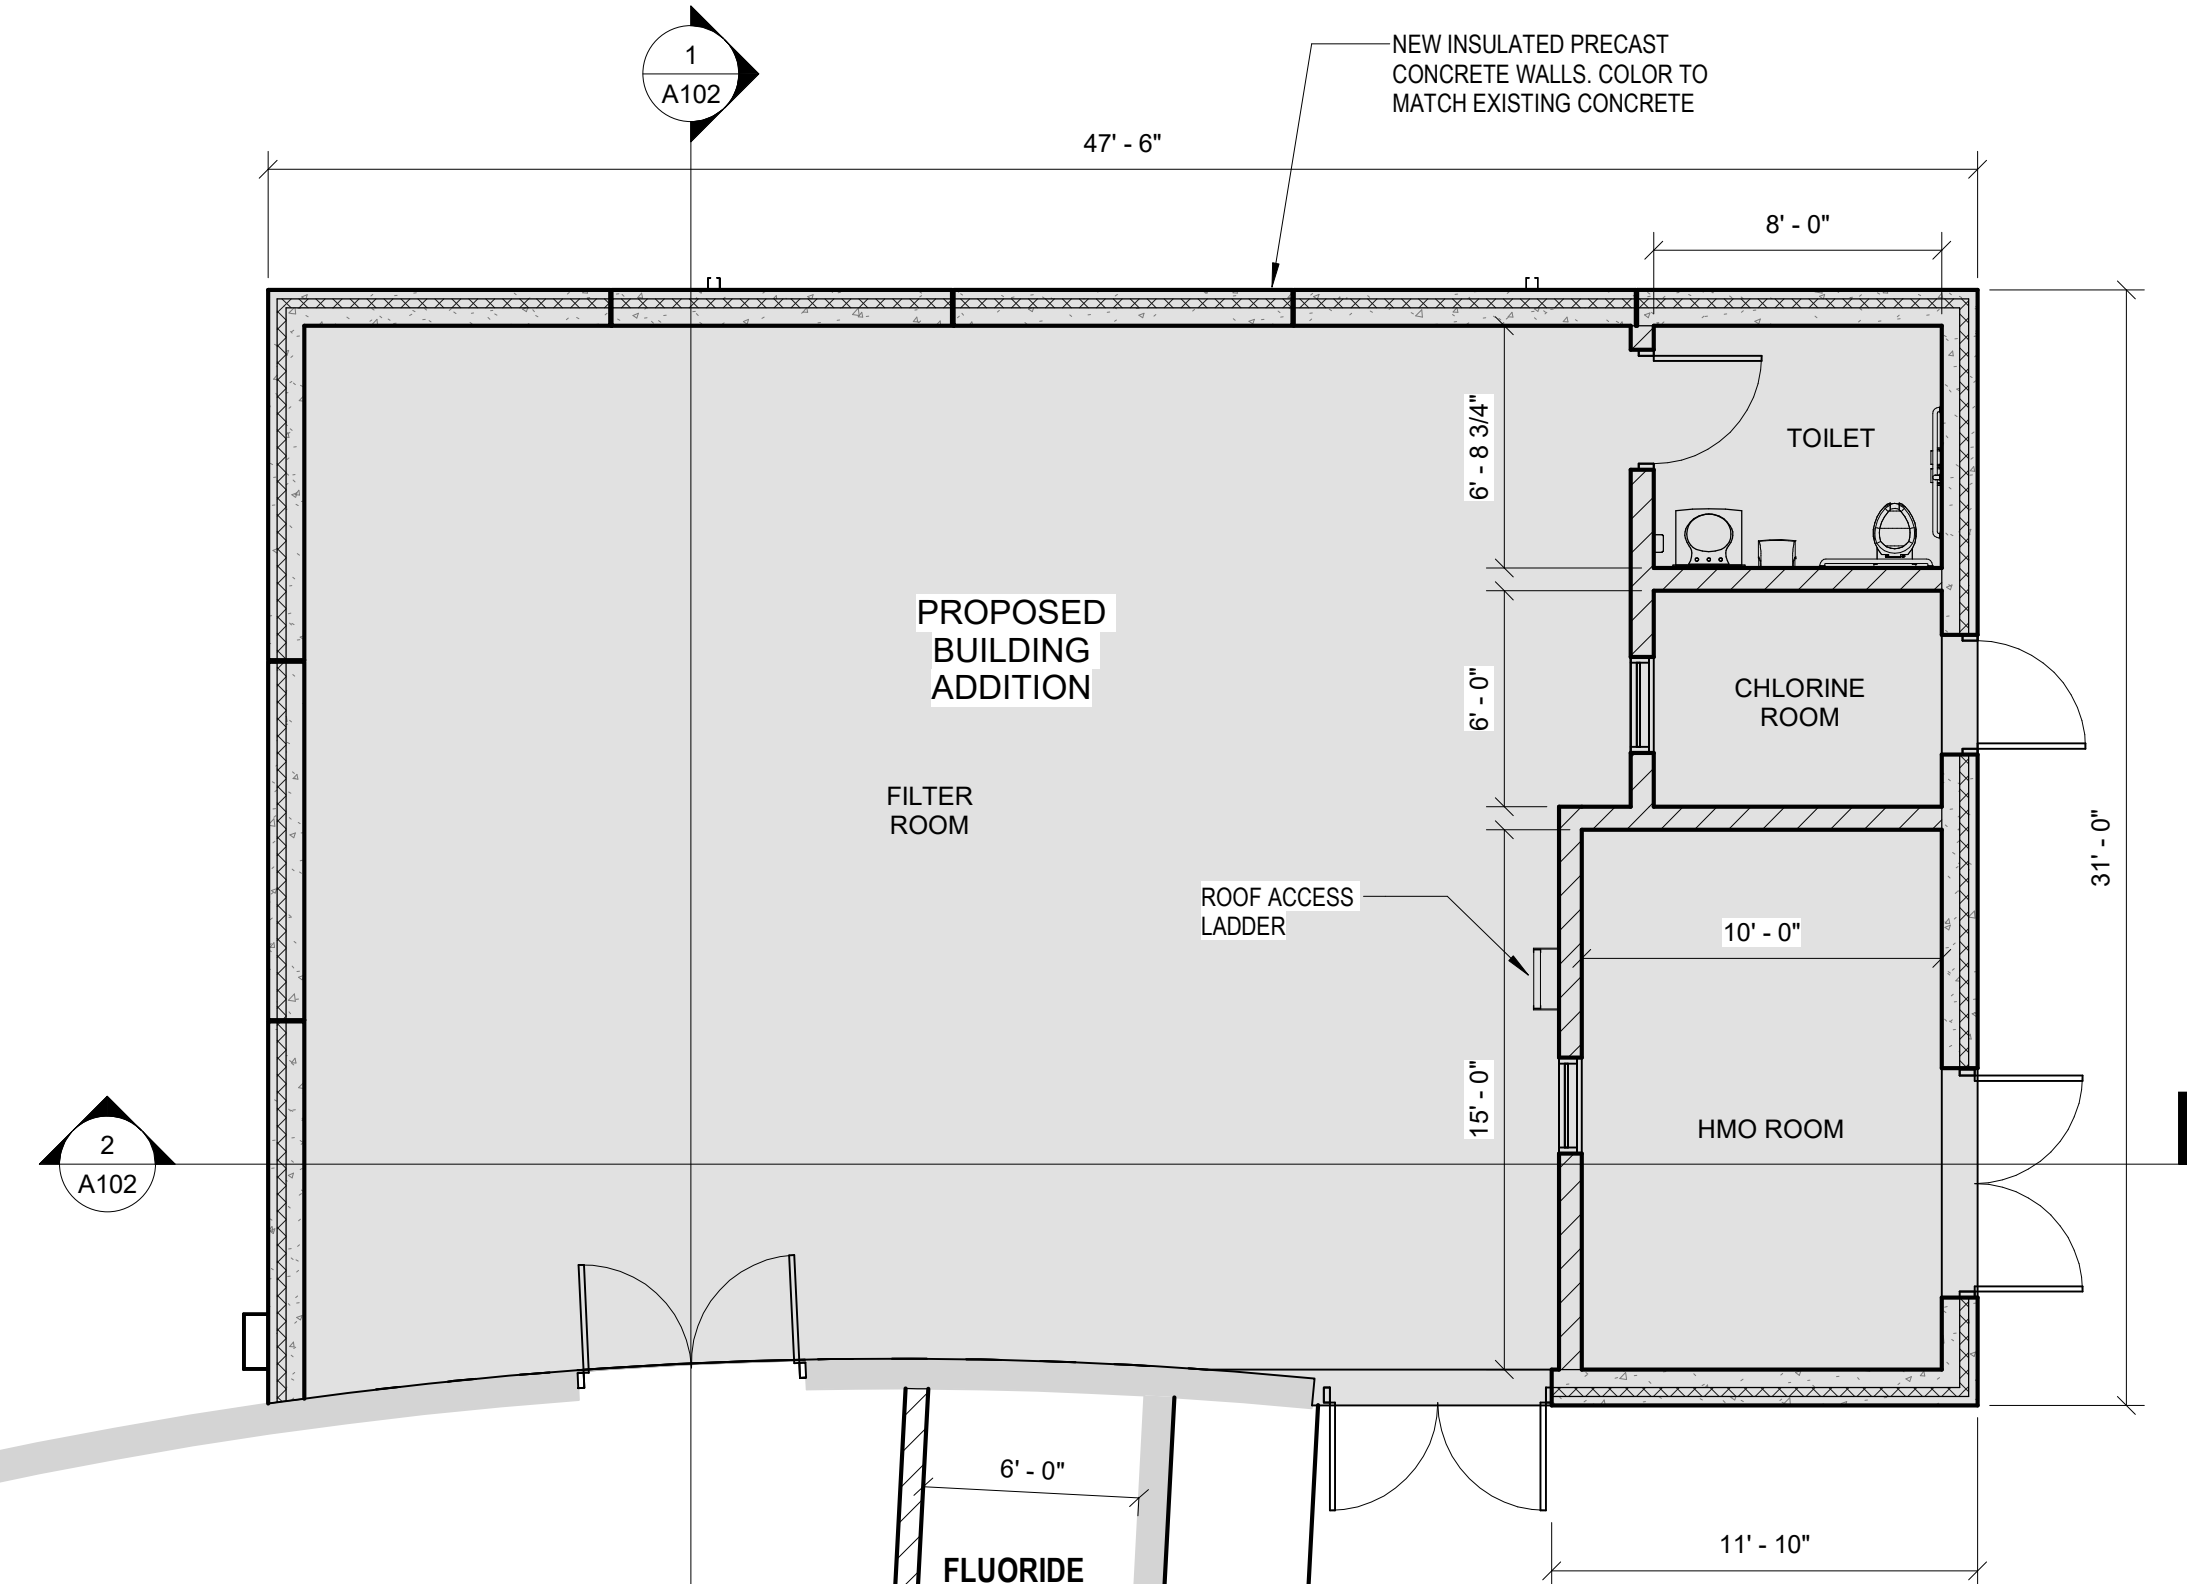 1
A102
NEW INSULATED PRECAST
CONCRETE WALLS. COLOR TO
MATCH EXISTING CONCRETE
47' - 6"
8' - 0"
6' - 8 3/4"
TOILET
PROPOSED
BUILDING
ADDITION
6' - 0"
CHLORINE
ROOM
FILTER
ROOM
31' - 0"
ROOF ACCESS
LADDER
10' - 0"
15' - 0"
HMO ROOM
2
A102
6' - 0"
11' - 10"
FLUORIDE